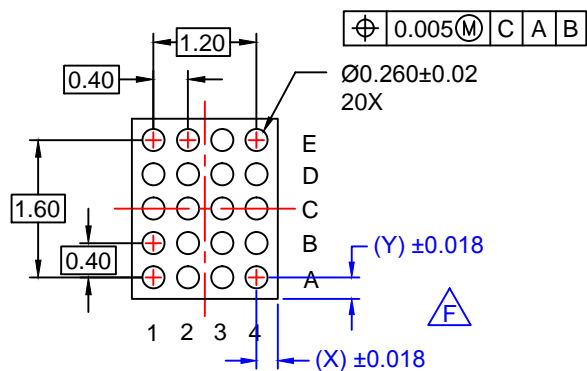 1.20
⌖ 0.005Ⓜ C A B
0.40
Ø0.260±0.02
20X
E
D
C
1.60
B
(Y) ±0.018
0.40
A
F
1 2 3 4
(X) ±0.018